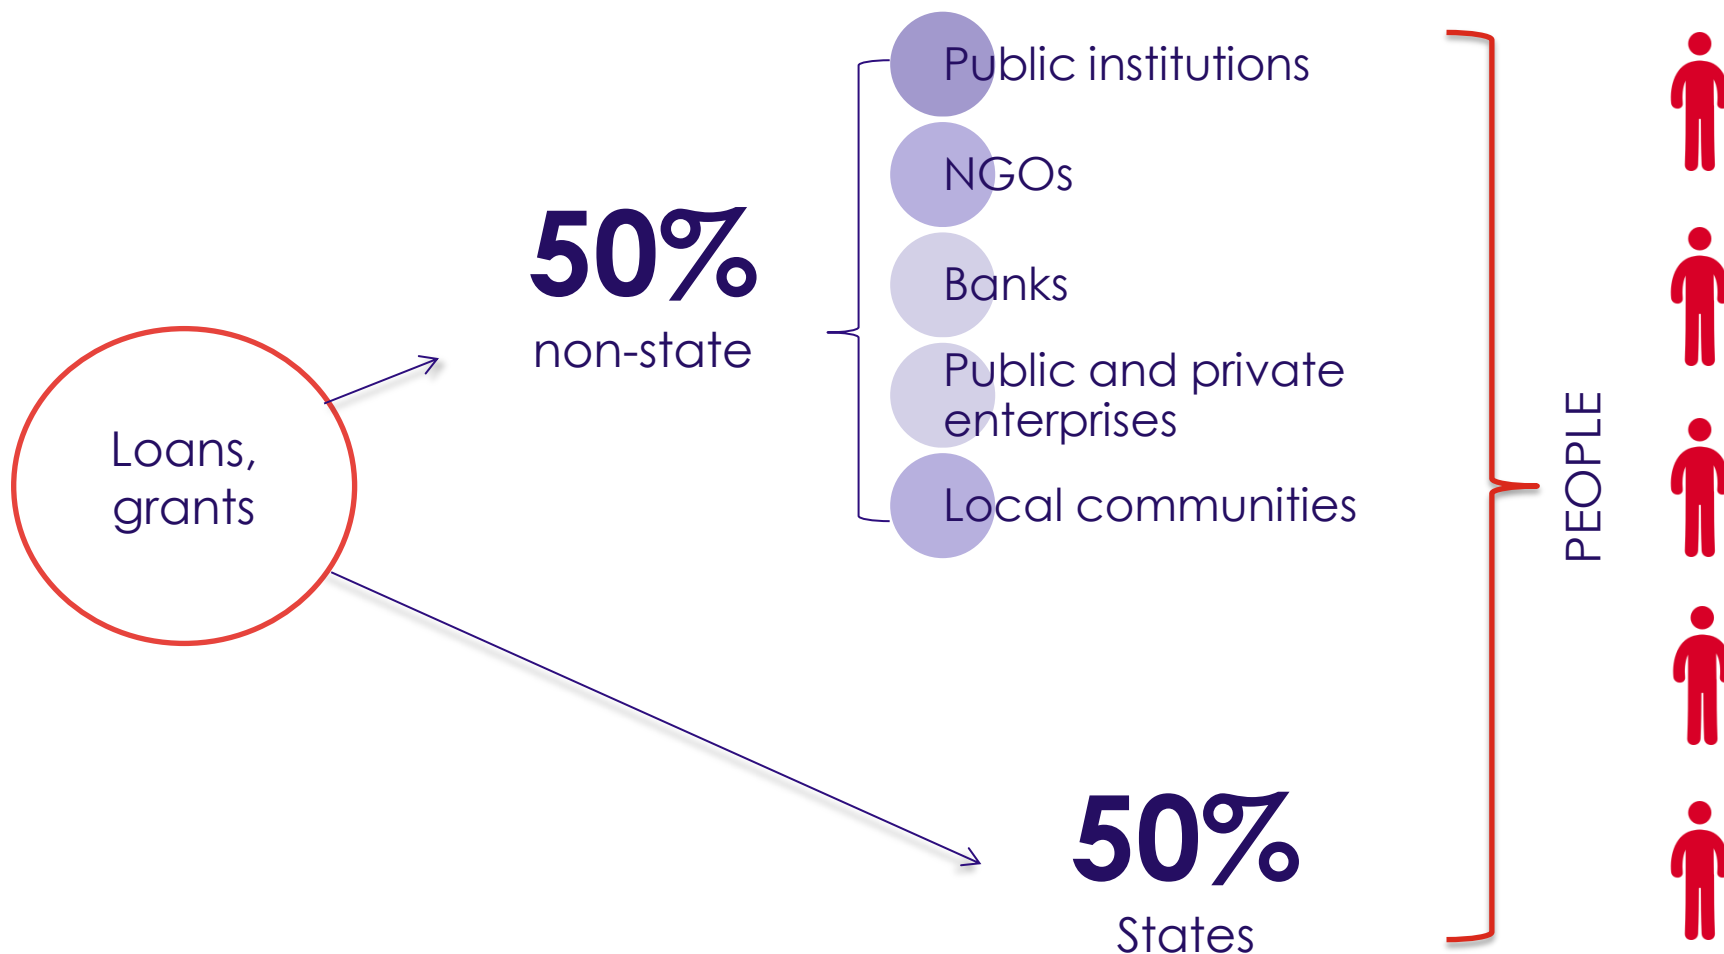 Loans,
grants
50%
non-state
Public institutions
NGOs
Banks
Public and private
enterprises
Local communities
50%
States
PEOPLE